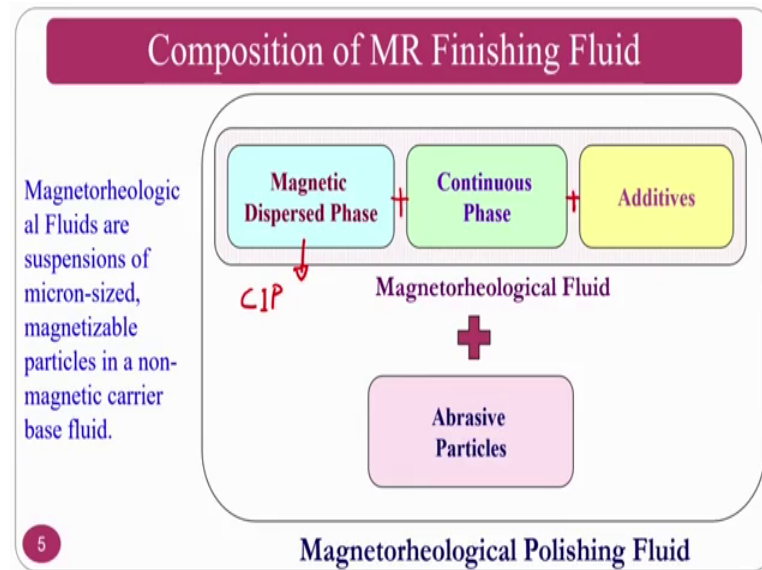 Composition of MR Finishing Fluid
Magnetorheologic
al Fluids are
suspensions of
micron-sized,
magnetizable
particles in a non-
magnetic carrier
base fluid.
Magnetic
Dispersed Phase
+
Continuous
Phase
+
Additives
CIP
Magnetorheological Fluid
Abrasive
Particles
5
Magnetorheological Polishing Fluid